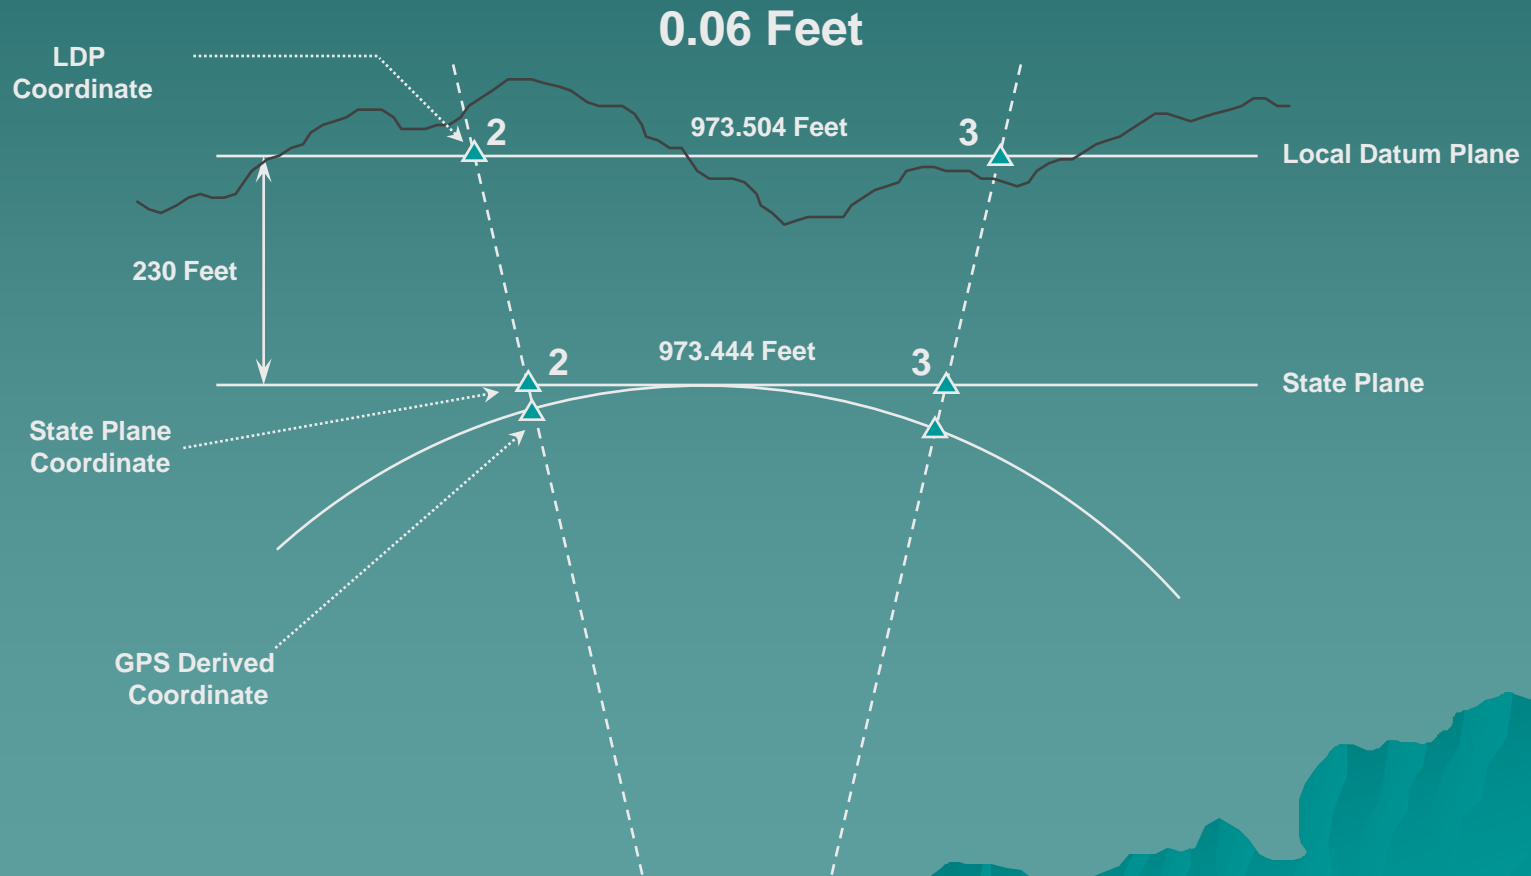 0.06 Feet
LDP
Coordinate
2
973.504 Feet
3
Local Datum Plane
230 Feet
2
973.444 Feet
3
State Plane
State Plane
Coordinate
GPS Derived
Coordinate